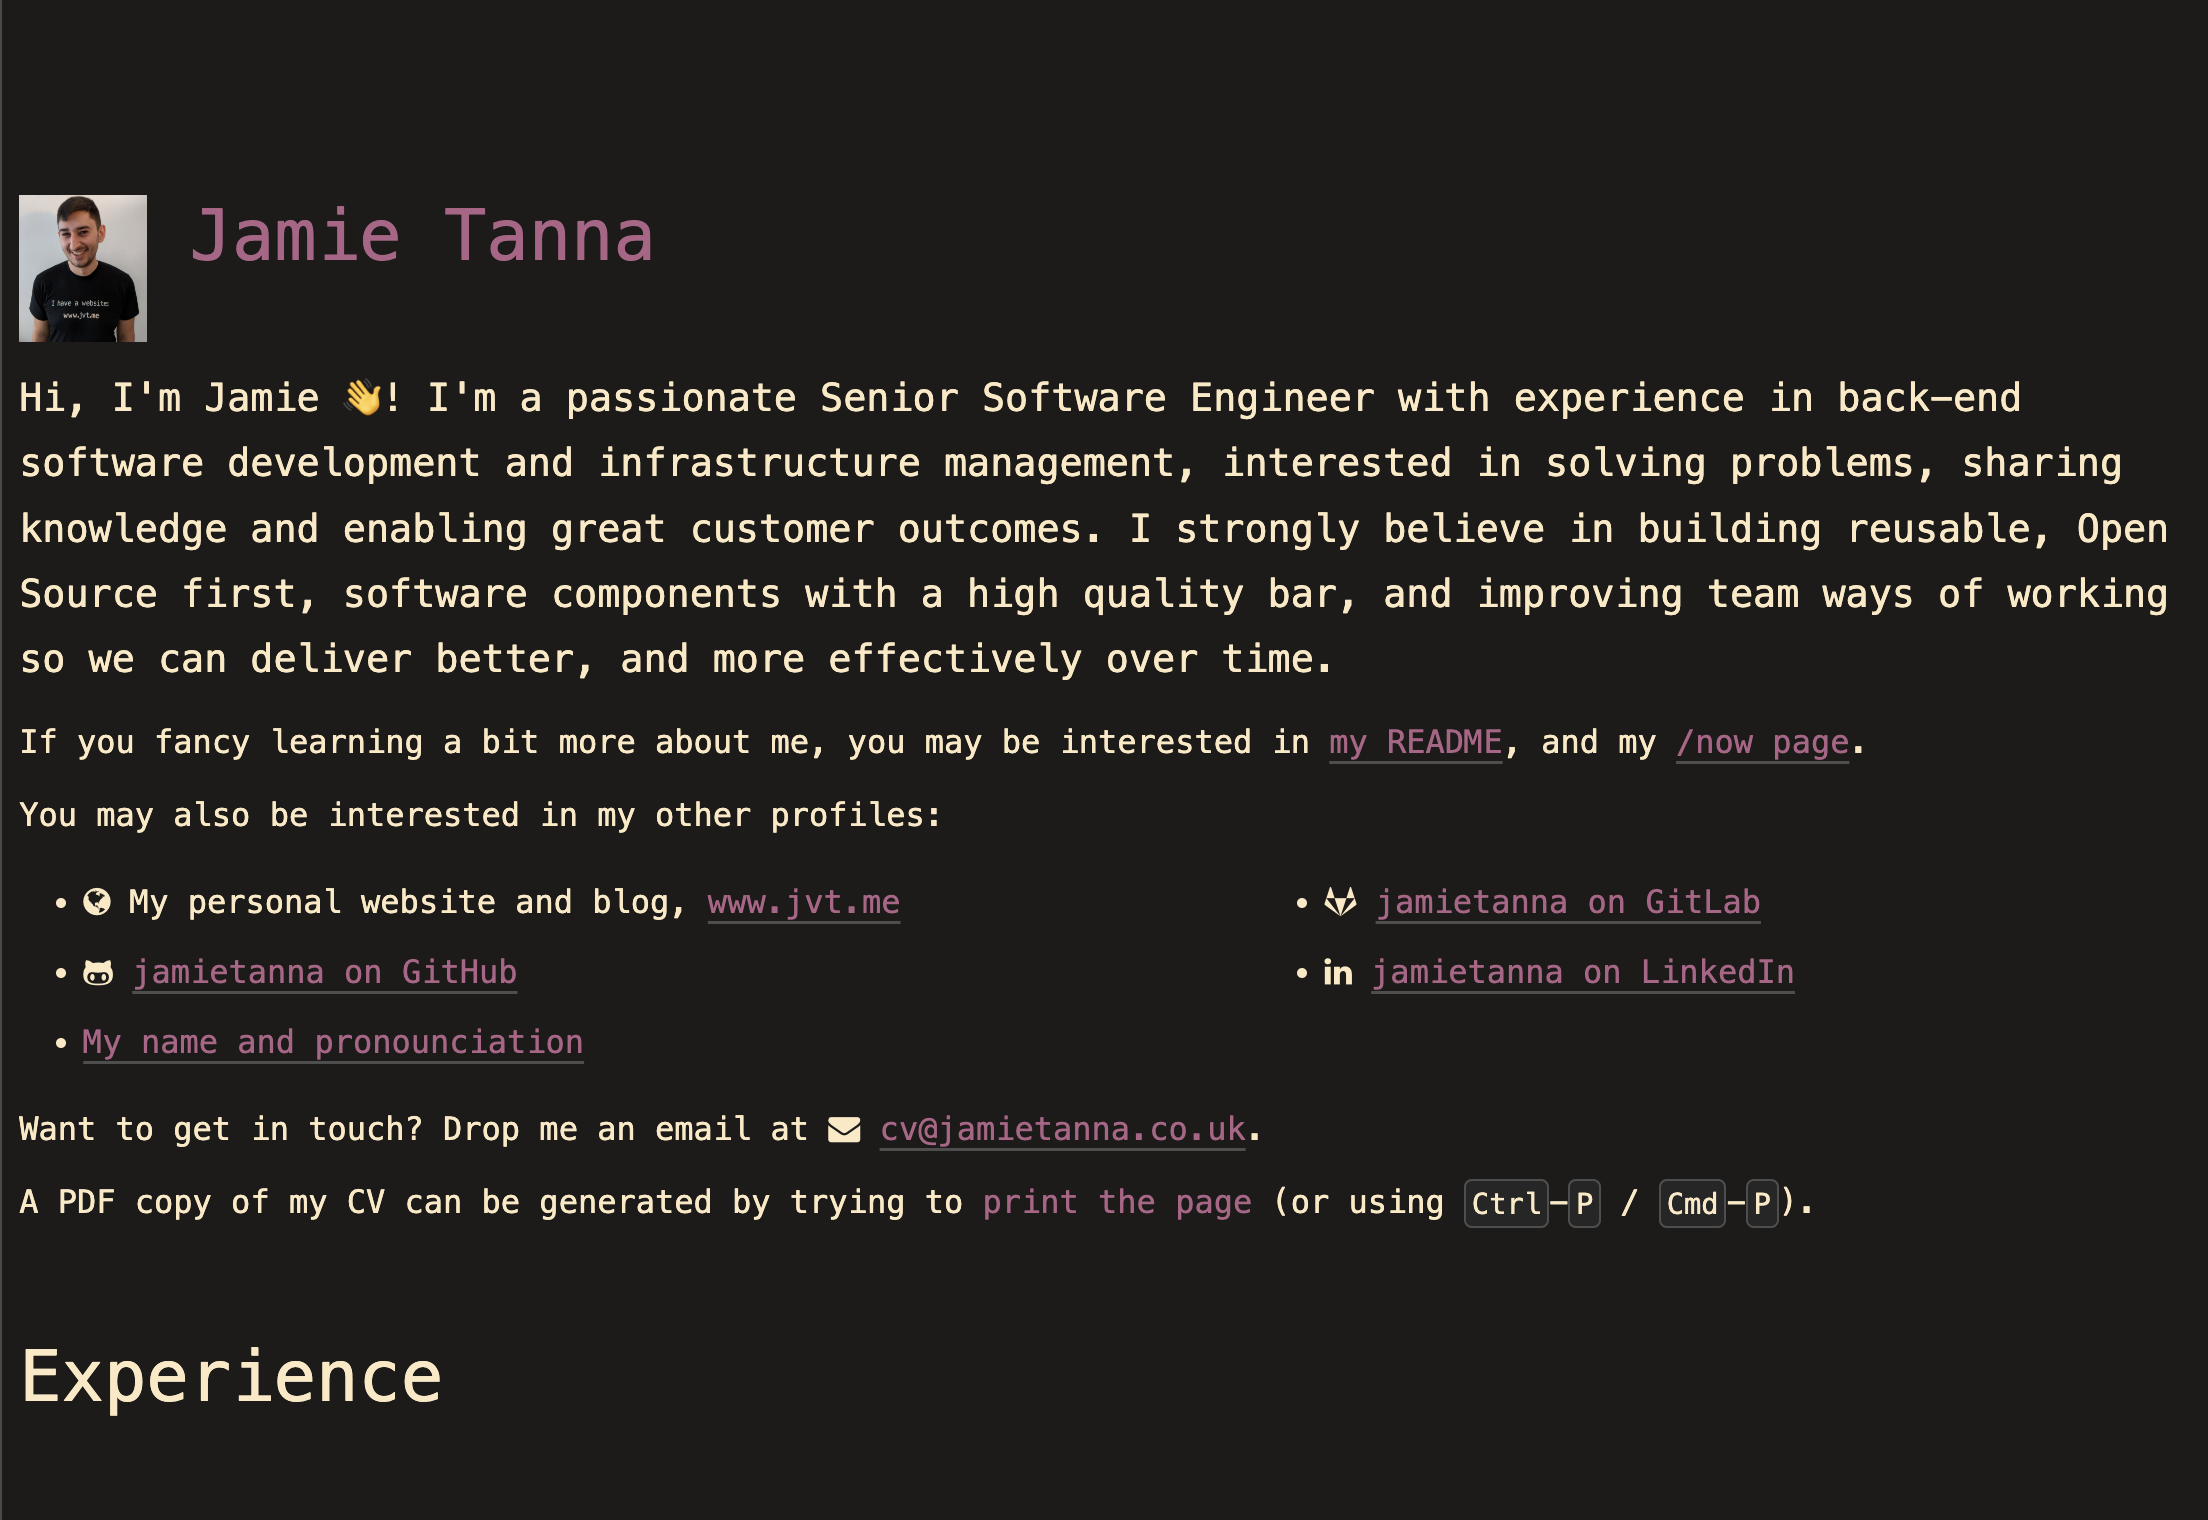 Jamie Tanna
I have a website:
www.jvt.me
Hi, I'm Jamie 👋! I'm a passionate Senior Software Engineer with experience in back-end
software development and infrastructure management, interested in solving problems, sharing
knowledge and enabling great customer outcomes. I strongly believe in building reusable, Open
Source first, software components with a high quality bar, and improving team ways of working
so we can deliver better, and more effectively over time.
If you fancy learning a bit more about me, you may be interested in my README, and my /now page.
You may also be interested in my other profiles:
• My personal website and blog, www.jvt.me
• jamietanna on GitHub
• My name and pronounciation
• jamietanna on GitLab
• in jamietanna on LinkedIn
Want to get in touch? Drop me an email at cv@jamietanna.co.uk.
A PDF copy of my CV can be generated by trying to print the page (or using Ctrl-P / Cmd-P).
Experience